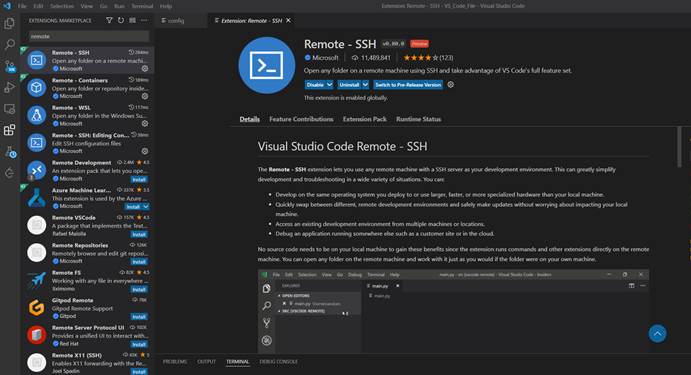 File Edit Selection View Go Run Terminal Help
Extension: Remote - SSH - VS_Code_File - Visual Studio Code
EXTENSIONS: MARKETPLACE
remote
Remote - SSH 284ms
Open any folder on a remote machi...
Microsoft
Remote - Containers 189ms
Open any folder or repository inside...
Microsoft
Remote - WSL 117ms
Open any folder in the Windows Su...
Microsoft
Remote - SSH: Editing Con... 39ms
Edit SSH configuration files
Microsoft
Remote Development 2.4M 4.5
An extension pack that lets you ope...
Microsoft Install
Azure Machine Lear... 337K 3.5
This extension is used by the Azure ...
Microsoft Install
Remote VSCode 157K 4.5
A package that implements the Text...
Rafael Maiolla Install
Remote Repositories 126K
Remotely browse and edit git reposit...
Microsoft Install
Remote FS 82K 4.5
Working with any file in everywhere ...
liximomo Install
Gitpod Remote
Gitpod Remote Support
Gitpod Install
Remote Server Protocol UI 102K
Provides a unified UI to interact with...
Red Hat Install
Remote X11 (SSH) 65K 5
Enables X11 forwarding with the Re...
Joel Spadin Install
config
Extension: Remote - SSH
Remote - SSH v0.80.0 Preview
Microsoft 11,489,841 (123)
Open any folder on a remote machine using SSH and take advantage of VS Code's full feature set.
Disable Uninstall Switch to Pre-Release Version
This extension is enabled globally.
Details Feature Contributions Extension Pack Runtime Status
Visual Studio Code Remote - SSH
The Remote - SSH extension lets you use any remote machine with a SSH server as your development environment. This can greatly simplify
development and troubleshooting in a wide variety of situations. You can:
• Develop on the same operating system you deploy to or use larger, faster, or more specialized hardware than your local machine.
• Quickly swap between different, remote development environments and safely make updates without worrying about impacting your local
machine.
• Access an existing development environment from multiple machines or locations.
• Debug an application running somewhere else such as a customer site or in the cloud.
No source code needs to be on your local machine to gain these benefits since the extension runs commands and other extensions directly on the remote
machine. You can open any folder on the remote machine and work with it just as you would if the folder were on your own machine.
File Edit Selection View Go Debug Terminal Help
main.py - src (vscode-remote) - Visual Studio Code - Insiders
EXPLORER
OPEN EDITORS
main.py
SRC [VSCODE-REMOTE]
main.py
main.py
PROBLEMS OUTPUT TERMINAL DEBUG CONSOLE